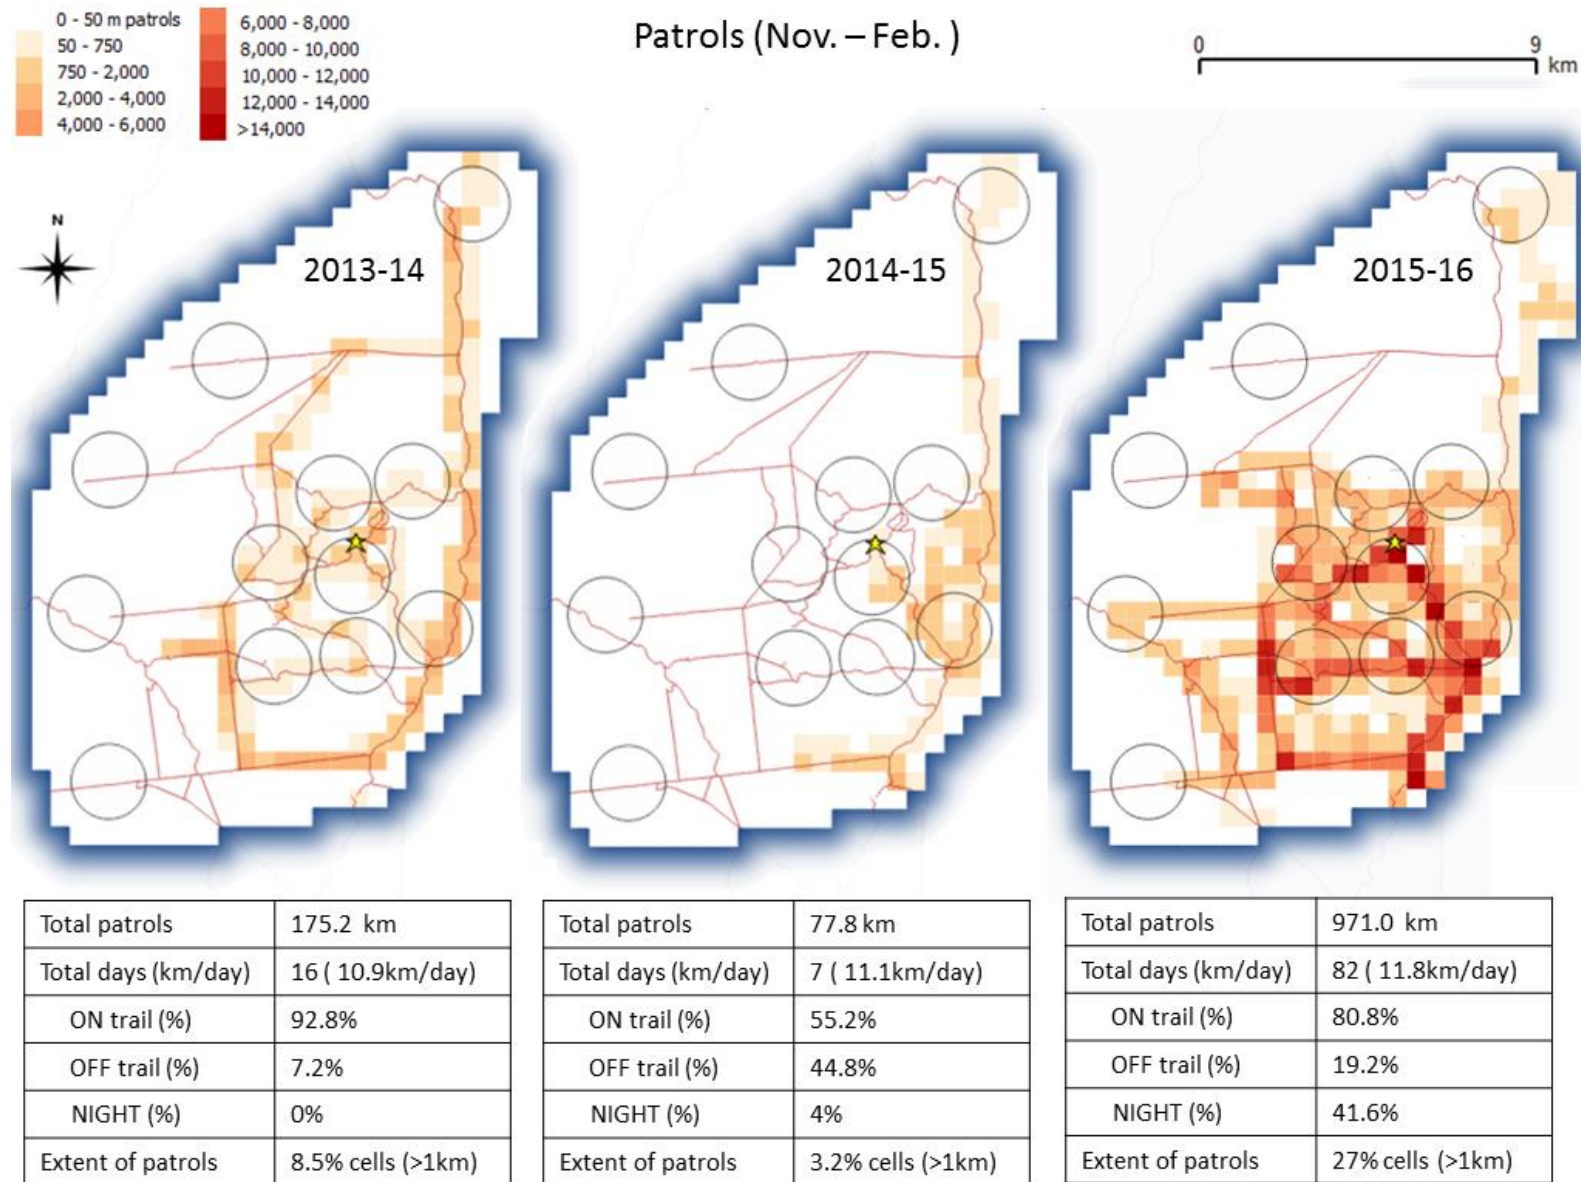 Patrols (Nov. – Feb. )
0 - 50 m patrols
50 - 750
750 - 2,000
2,000 - 4,000
4,000 - 6,000
6,000 - 8,000
8,000 - 10,000
10,000 - 12,000
12,000 - 14,000
>14,000
0 9
km
N
2013-14
2014-15
2015-16
Total patrols 175.2 km
Total days (km/day) 16 ( 10.9km/day)
ON trail (%) 92.8%
OFF trail (%) 7.2%
NIGHT (%) 0%
Extent of patrols 8.5% cells (>1km)
Total patrols 77.8 km
Total days (km/day) 7 ( 11.1km/day)
ON trail (%) 55.2%
OFF trail (%) 44.8%
NIGHT (%) 4%
Extent of patrols 3.2% cells (>1km)
Total patrols 971.0 km
Total days (km/day) 82 ( 11.8km/day)
ON trail (%) 80.8%
OFF trail (%) 19.2%
NIGHT (%) 41.6%
Extent of patrols 27% cells (>1km)